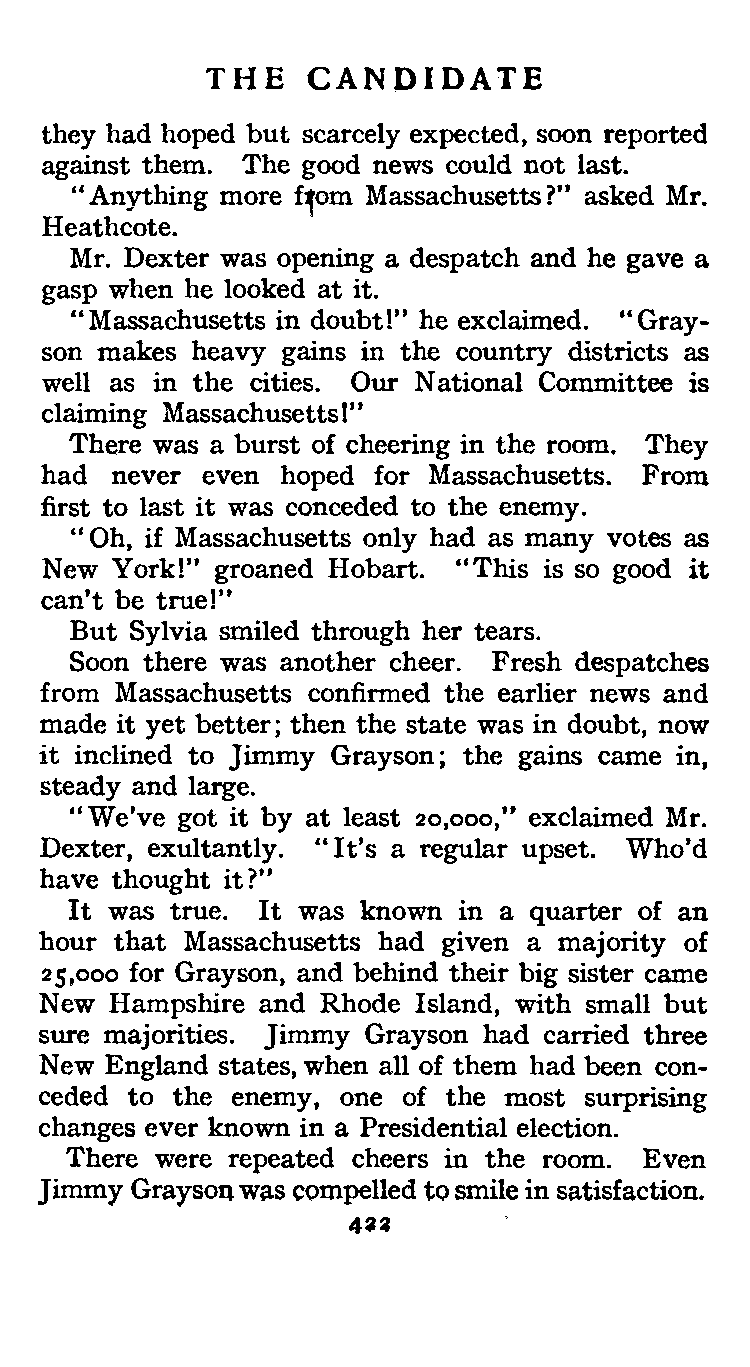 THE CANDIDATE
they had hoped but scarcely expected, soon reported
against them. The good news could not last.
"Anything more from Massachusetts?" asked Mr.
Heathcote.
Mr. Dexter was opening a despatch and he gave a
gasp when he looked at it.
"Massachusetts in doubt!" he exclaimed. "Gray-
son makes heavy gains in the country districts as
well as in the cities. Our National Committee is
claiming Massachusetts!"
There was a burst of cheering in the room. They
had never even hoped for Massachusetts. From
first to last it was conceded to the enemy.
"Oh, if Massachusetts only had as many votes as
New York!" groaned Hobart. "This is so good it
can't be true!"
But Sylvia smiled through her tears.
Soon there was another cheer. Fresh despatches
from Massachusetts confirmed the earlier news and
made it yet better; then the state was in doubt, now
it inclined to Jimmy Grayson; the gains came in,
steady and large.
"We've got it by at least 20,000," exclaimed Mr.
Dexter, exultantly. "It's a regular upset. Who'd
have thought it?"
It was true. It was known in a quarter of an
hour that Massachusetts had given a majority of
25,000 for Grayson, and behind their big sister came
New Hampshire and Rhode Island, with small but
sure majorities. Jimmy Grayson had carried three
New England states, when all of them had been con-
ceded to the enemy, one of the most surprising
changes ever known in a Presidential election.
There were repeated cheers in the room. Even
Jimmy Grayson was compelled to smile in satisfaction.
422